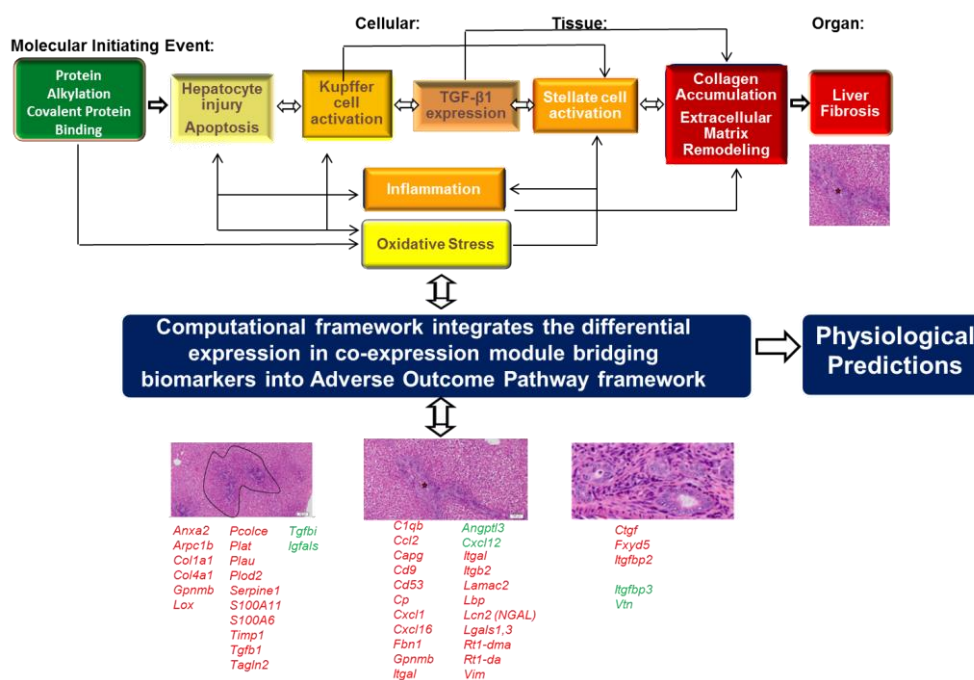 Cellular:
Tissue:
Organ:
Molecular Initiating Event:
Protein
Alkylation
Covalent Protein
Binding
Hepatocyte
injury
Apoptosis
Kupffer
cell
activation
TGF-β1
expression
Stellate cell
activation
Collagen
Accumulation
Extracellular
Matrix
Remodeling
Liver
Fibrosis
Inflammation
Oxidative Stress
Computational framework integrates the differential
expression in co-expression module bridging
biomarkers into Adverse Outcome Pathway framework
Physiological
Predictions
Anxa2
Arpc1b
Col1a1
Col4a1
Gpnmb
Lox
Pcolce
Plat
Plau
Plod2
Serpine1
S100A11
S100A6
Timp1
Tgfb1
Tagln2
Tgfbi
Igfals
C1qb
Ccl2
Capg
Cd9
Cd53
Cp
Cxcl1
Cxcl16
Fbn1
Gpnmb
Itgal
Angptl3
Cxcl12
Itgal
Itgb2
Lamac2
Lbp
Lcn2 (NGAL)
Lgals1,3
Rt1-dma
Rt1-da
Vim
Ctgf
Fxyd5
Itgfbp2
Itgfbp3
Vtn